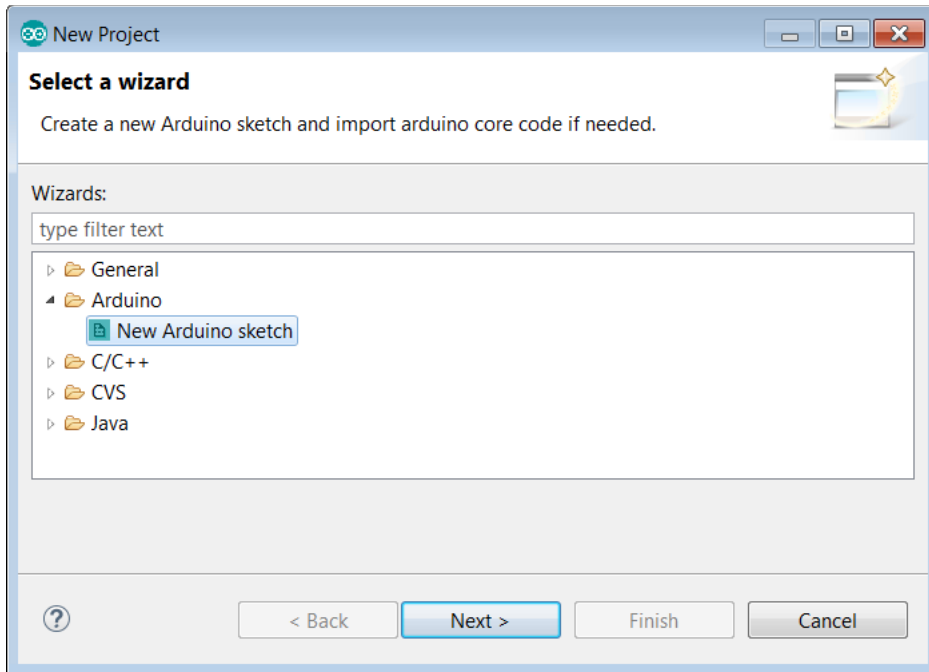 New Project
Select a wizard
Create a new Arduino sketch and import arduino core code if needed.
Wizards:
type filter text
General
Arduino
New Arduino sketch
C/C++
CVS
Java
? < Back Next > Finish Cancel